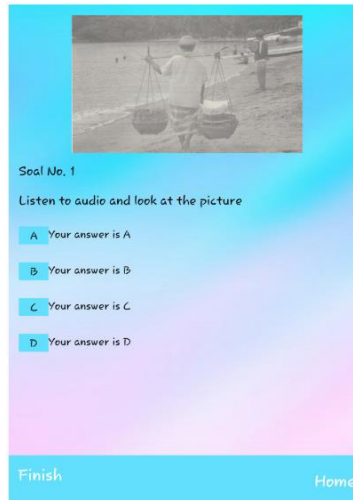 Soal No. 1
Listen to audio and look at the picture
A Your answer is A
B Your answer is B
C Your answer is C
D Your answer is D
Finish
Home